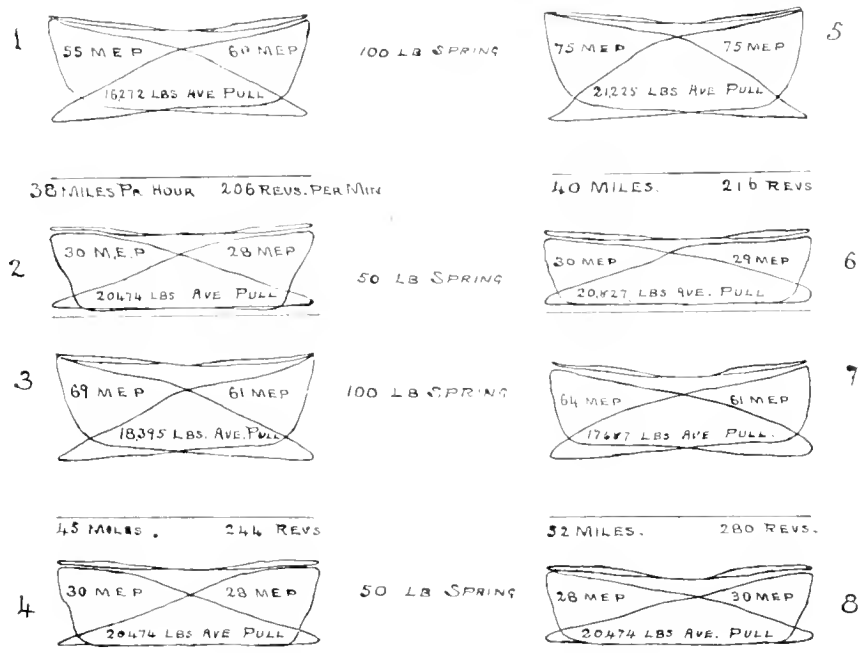 1
55 MEP 60 MEP
16272 LBS AVE PULL
100 LB SPRING
75 MEP 75 MEP
21,225 LBS AVE PULL
5
38 MILES PR HOUR 206 REVS. PER MIN
40 MILES. 216 REVS
2
30 M.E.P 28 MEP
20474 LBS AVE PULL
50 LB SPRING
30 MEP 29 MEP
20,827 LBS AVE. PULL
6
3
69 MEP 61 MEP
18,395 LBS. AVE. PULL
100 LB SPRING
64 MEP 61 MEP
17687 LBS AVE PULL.
7
45 MILES. 244 REVS
52 MILES. 280 REVS.
4
30 MEP 28 MEP
20474 LBS AVE PULL
50 LB SPRING
28 MEP 30 MEP
20474 LBS AVE. PULL
8